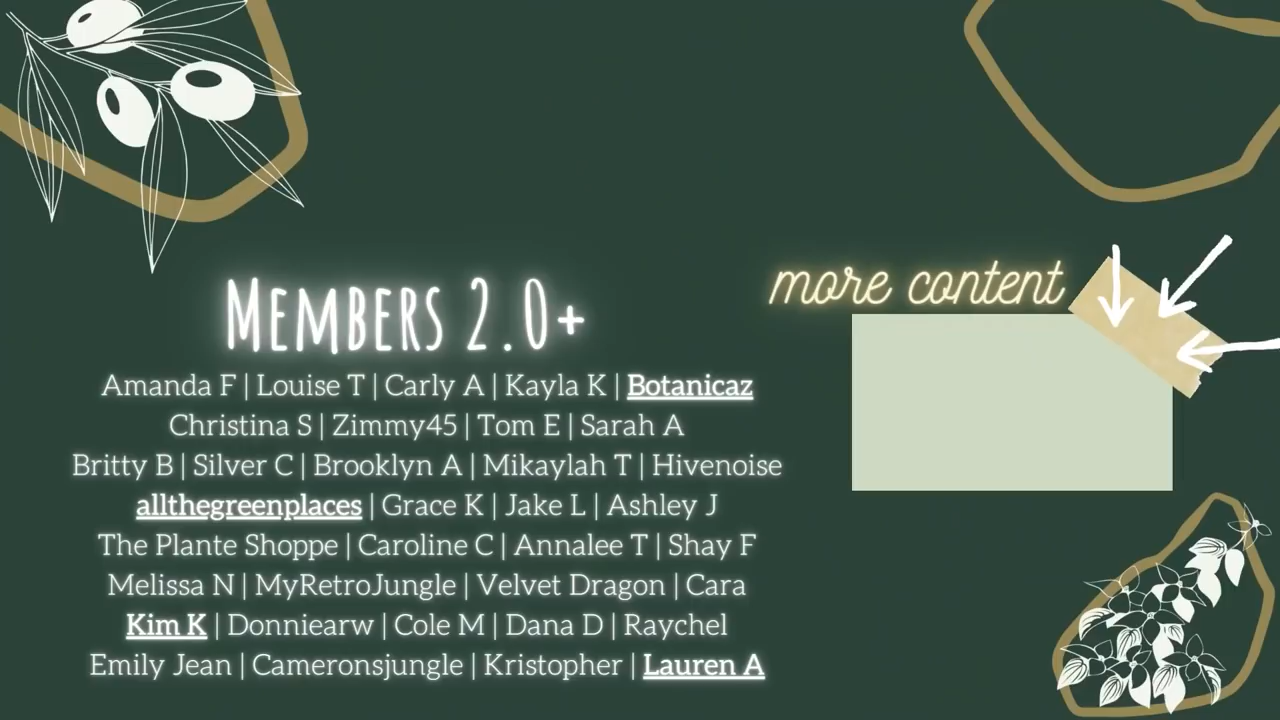 Members 2.0+
more content
Amanda F | Louise T | Carly A | Kayla K | Botanicaz
Christina S | Zimmy45 | Tom E | Sarah A
Britty B | Silver C | Brooklyn A | Mikaylah T | Hivenoise
allthegreenplaces | Grace K | Jake L | Ashley J
The Plante Shoppe | Caroline C | Annalee T | Shay F
Melissa N | MyRetroJungle | Velvet Dragon | Cara
Kim K | Donniearw | Cole M | Dana D | Raychel
Emily Jean | Cameronsjungle | Kristopher | Lauren A